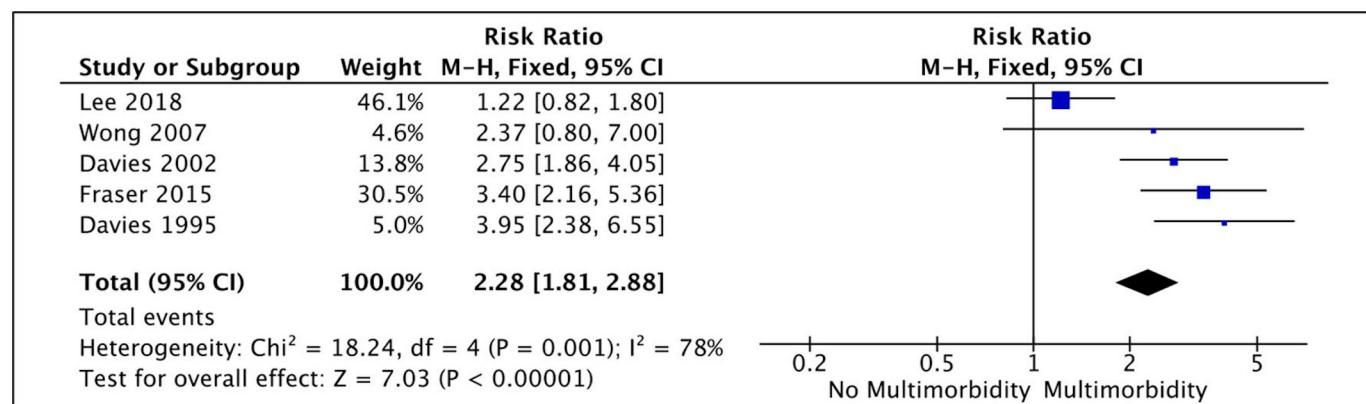 Risk Ratio Risk Ratio
Study or Subgroup Weight M-H, Fixed, 95% CI M-H, Fixed, 95% CI
Lee 2018 46.1% 1.22 [0.82, 1.80]
Wong 2007 4.6% 2.37 [0.80, 7.00]
Davies 2002 13.8% 2.75 [1.86, 4.05]
Fraser 2015 30.5% 3.40 [2.16, 5.36]
Davies 1995 5.0% 3.95 [2.38, 6.55]
Total (95% CI) 100.0% 2.28 [1.81, 2.88]
Total events
Heterogeneity: Chi² = 18.24, df = 4 (P = 0.001); I² = 78%
Test for overall effect: Z = 7.03 (P < 0.00001)
0.2 0.5 1 2 5
No Multimorbidity Multimorbidity